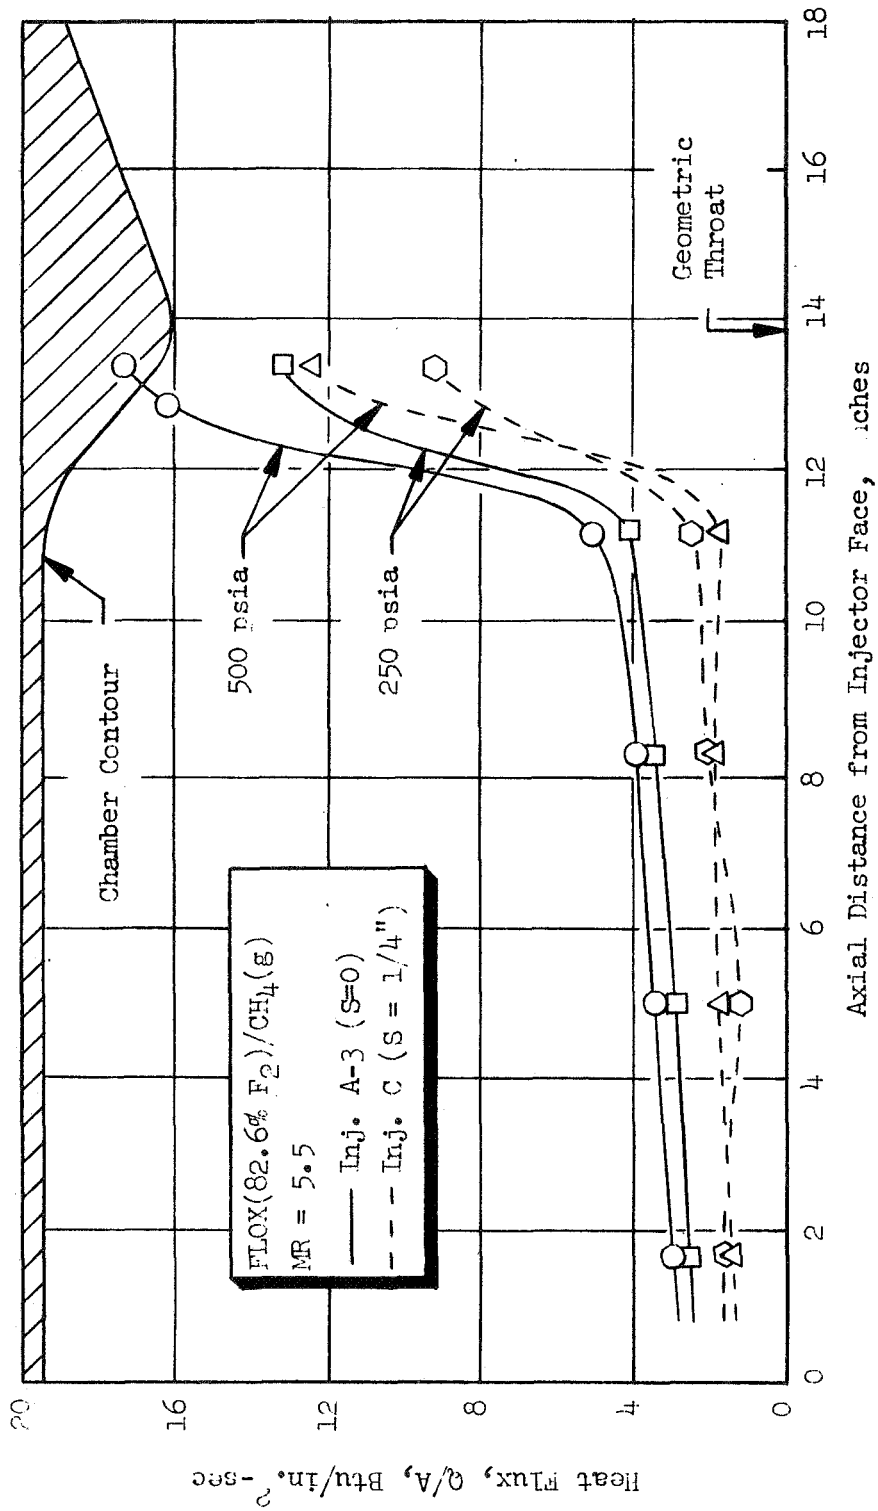 20
16
12
8
4
0
Heat Flux, Q/A, Btu/in.²-sec
Chamber Contour
FLOX(82.6% F₂)/CH₄(g)
MR = 5.5
Inj. A-3 (S=0)
Inj. C (S = 1/4")
500 psia
250 psia
Geometric
Throat
0
2
4
6
8
10
12
14
16
18
Axial Distance from Injector Face,